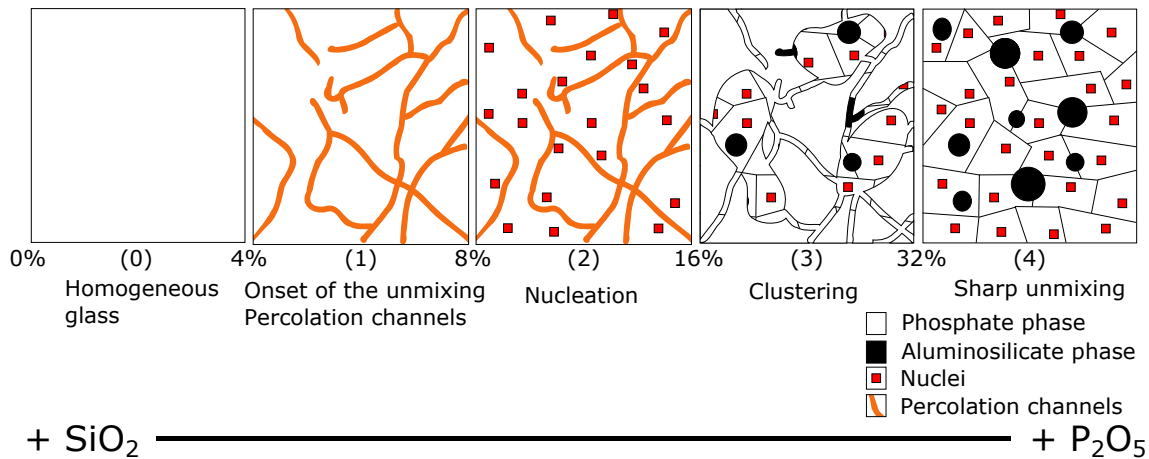 0% (0) 4% (1) 8% (2) 16% (3) 32% (4)
Homogeneous
glass
Onset of the unmixing
Percolation channels
Nucleation
Clustering
Sharp unmixing
Phosphate phase
Aluminosilicate phase
Nuclei
Percolation channels
+ SiO₂ + P₂O₅